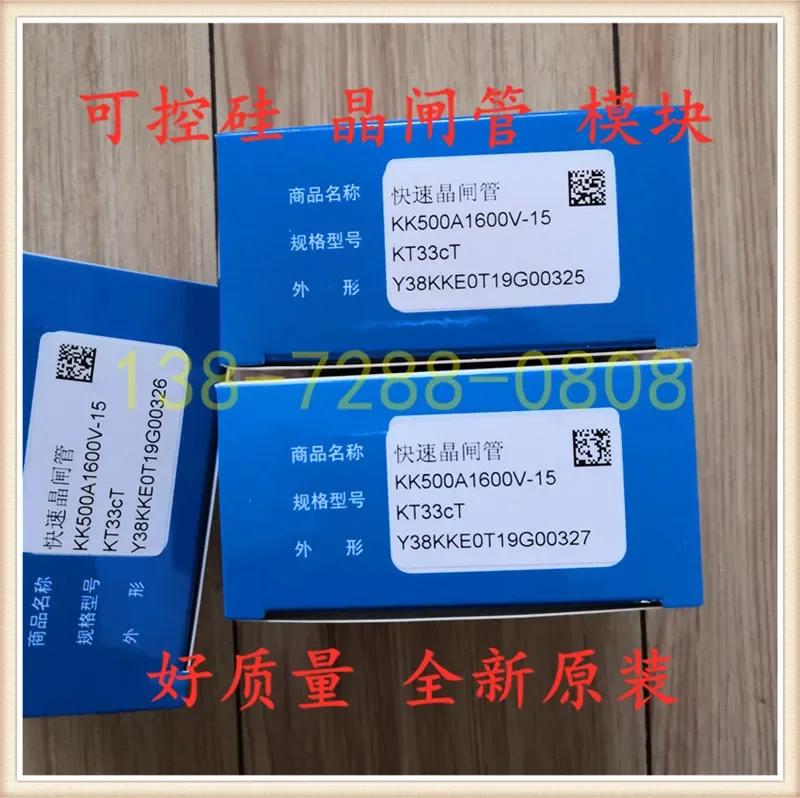 可控硅 晶闸管 模块
商品名称
规格型号
外 形
快速晶闸管
KK500A1600V-15
KT33cT
Y38KKE0T19G00325
138-7288-0808
商品名称
规格型号
外 形
快速晶闸管
KK500A1600V-15
KT33cT
Y38KKE0T19G00327
快速晶闸管
KK500A1600V-15
KT33cT
Y38KKE0T19G00326
商品名称
规格型号
外 形
好质量 全新原装